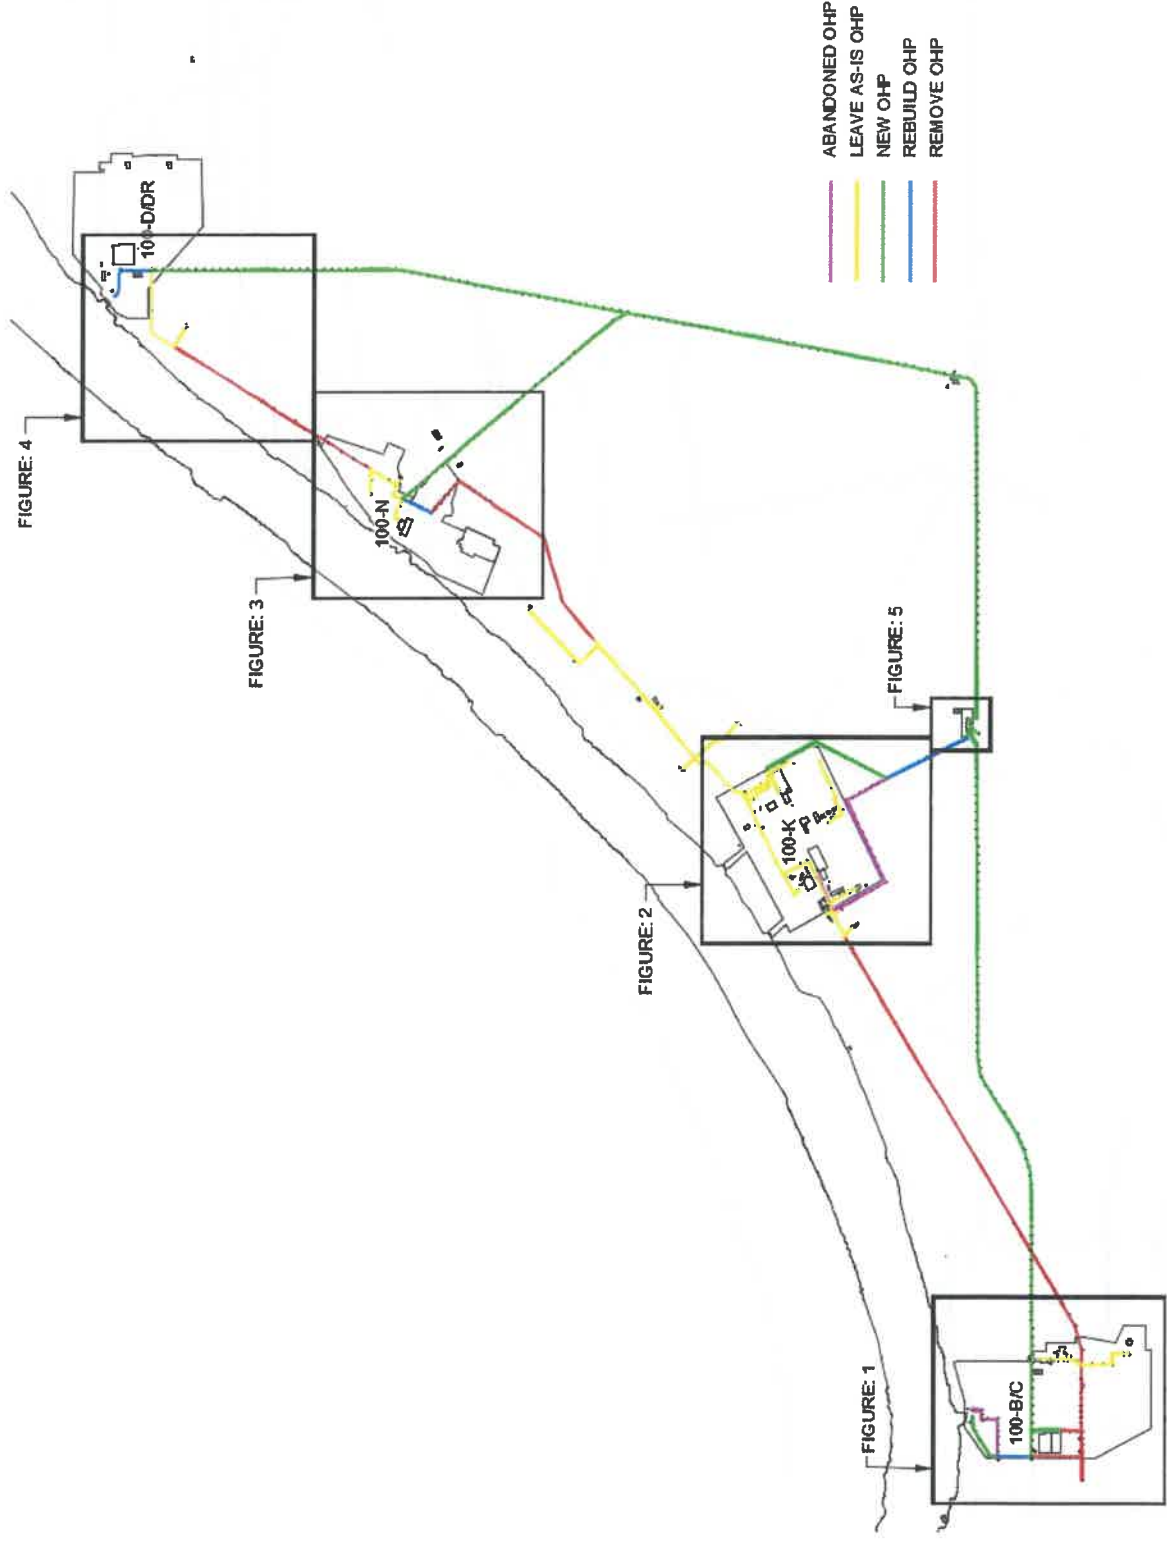 FIGURE: 4
100-D/DR
FIGURE: 3
100-N
FIGURE: 5
FIGURE: 2
100-K
FIGURE: 1
100-B/C
ABANDONED OHP
LEAVE AS-IS OHP
NEW OHP
REBUILD OHP
REMOVE OHP